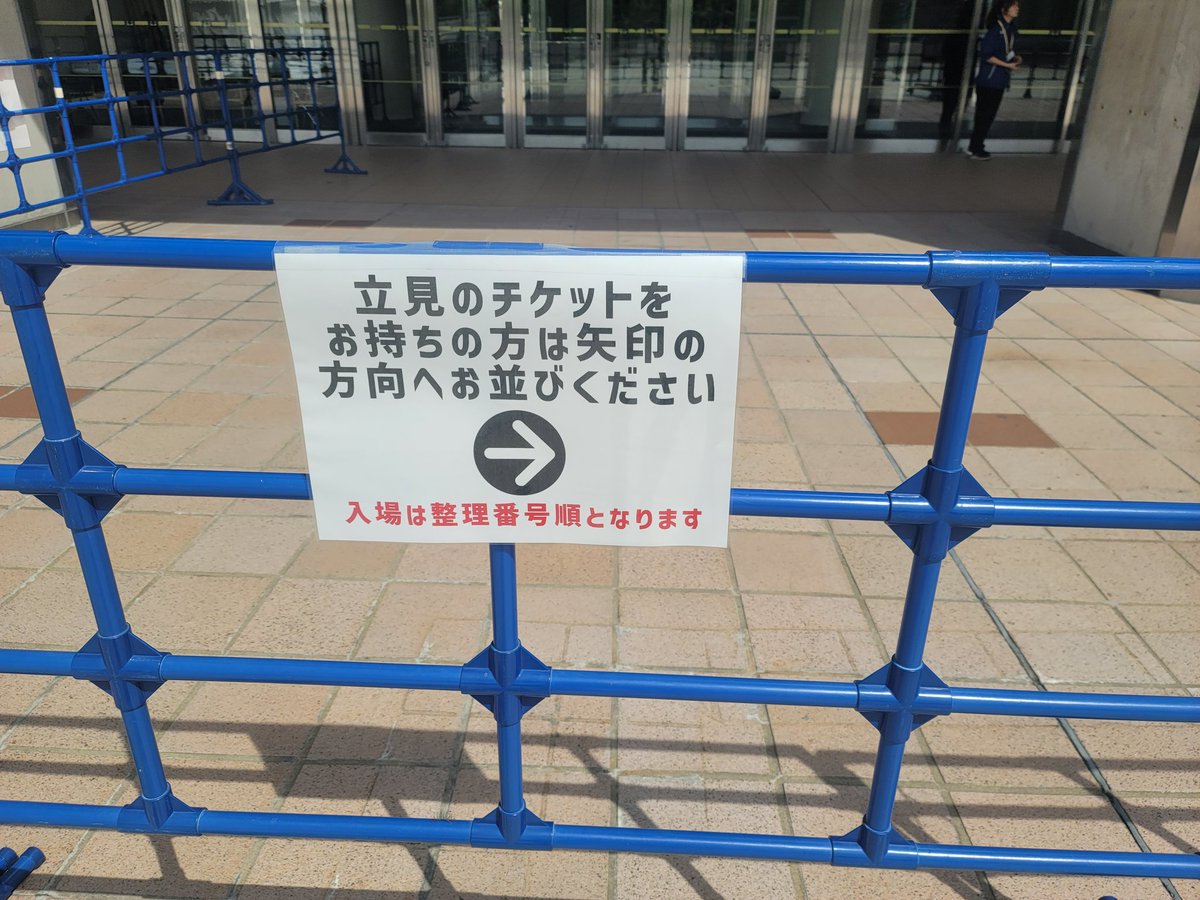 立見のチケットを
お持ちの方は矢印の
方向へお並びください
入場は整理番号順となります